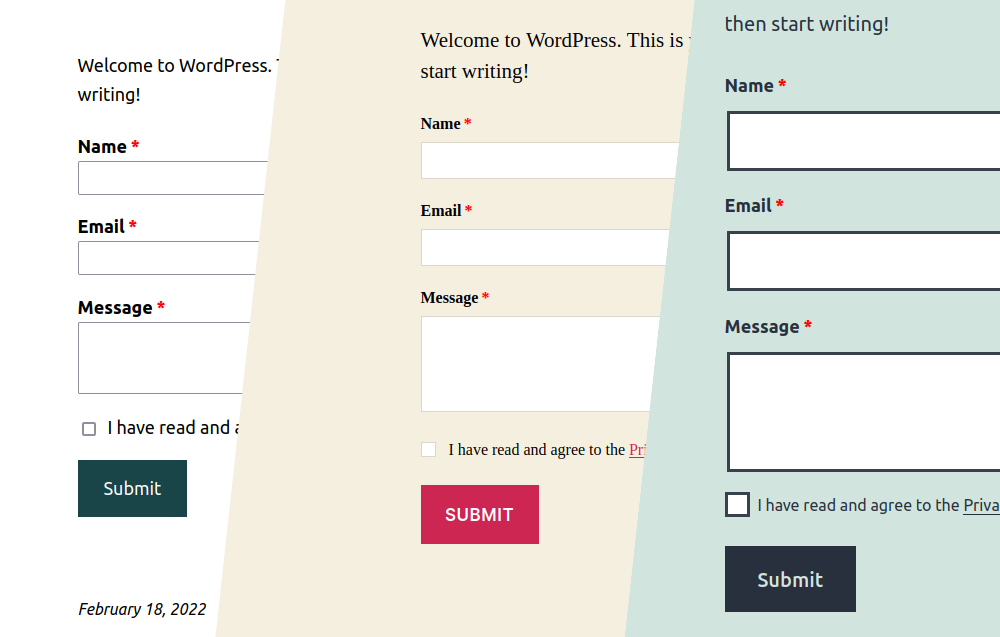 Welcome to WordPress.
writing!
Name *
Email *
Message *
I have read and
Submit
February 18, 2022
Welcome to WordPress. This is
start writing!
Name *
Email *
Message *
I have read and agree to the
SUBMIT
then start writing!
Name *
Email *
Message *
I have read and agree to the Priva
Submit